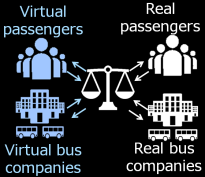 Virtual
passengers
Real
passengers
Virtual bus
companies
Real bus
companies